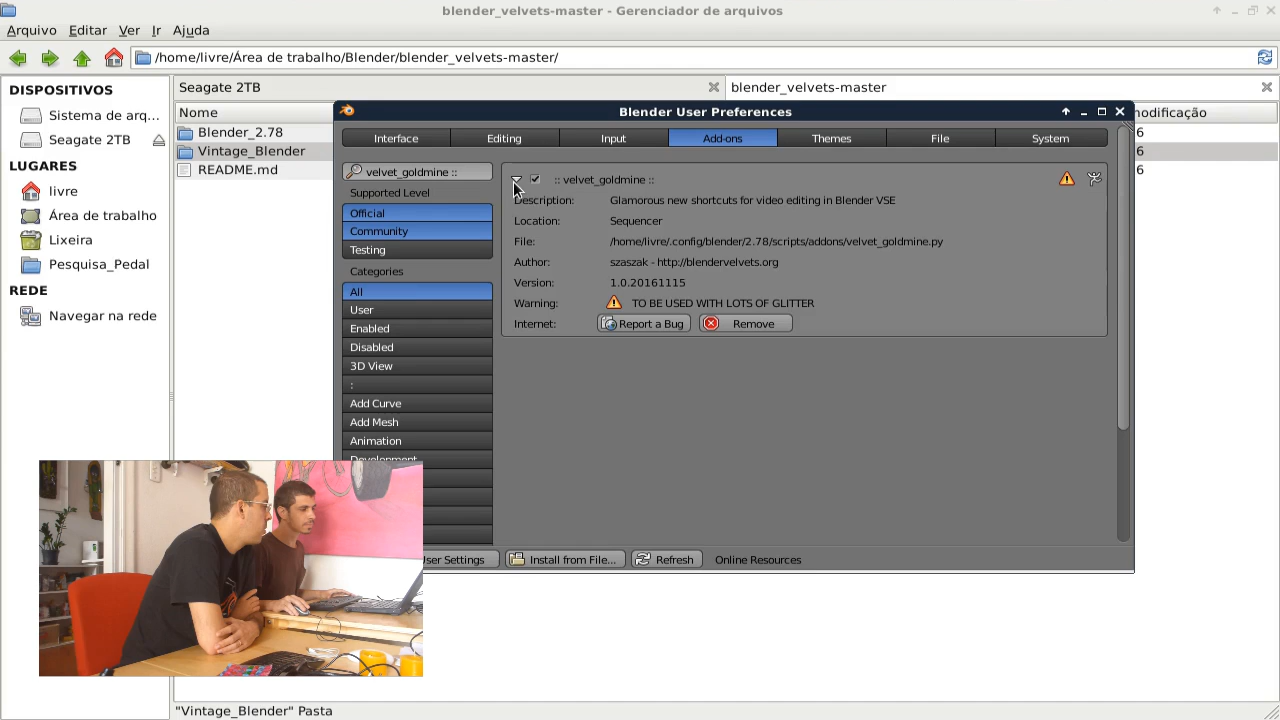 blender_velvets-master - Gerenciador de arquivos
Arquivo Editar Ver Ir Ajuda
/home/livre/Área de trabalho/Blender/blender_velvets-master/
DISPOSITIVOS
Sistema de arq...
Seagate 2TB
LUGARES
livre
Área de trabalho
Lixeira
Pesquisa_Pedal
REDE
Navegar na rede
Seagate 2TB
blender_velvets-master
Nome
Blender_2.78
Vintage_Blender
README.md
modificação
6
6
6
Blender User Preferences
Interface Editing Input Add-ons Themes File System
velvet_goldmine ::
Supported Level
Official
Community
Testing
Categories
All
User
Enabled
Disabled
3D View
:
Add Curve
Add Mesh
Animation
Development
:: velvet_goldmine ::
Description: Glamorous new shortcuts for video editing in Blender VSE
Location: Sequencer
File: /home/livre/.config/blender/2.78/scripts/addons/velvet_goldmine.py
Author: szaszak - http://blendervelvets.org
Version: 1.0.20161115
Warning: TO BE USED WITH LOTS OF GLITTER
Internet: Report a Bug Remove
User Settings Install from File... Refresh Online Resources
"Vintage_Blender" Pasta